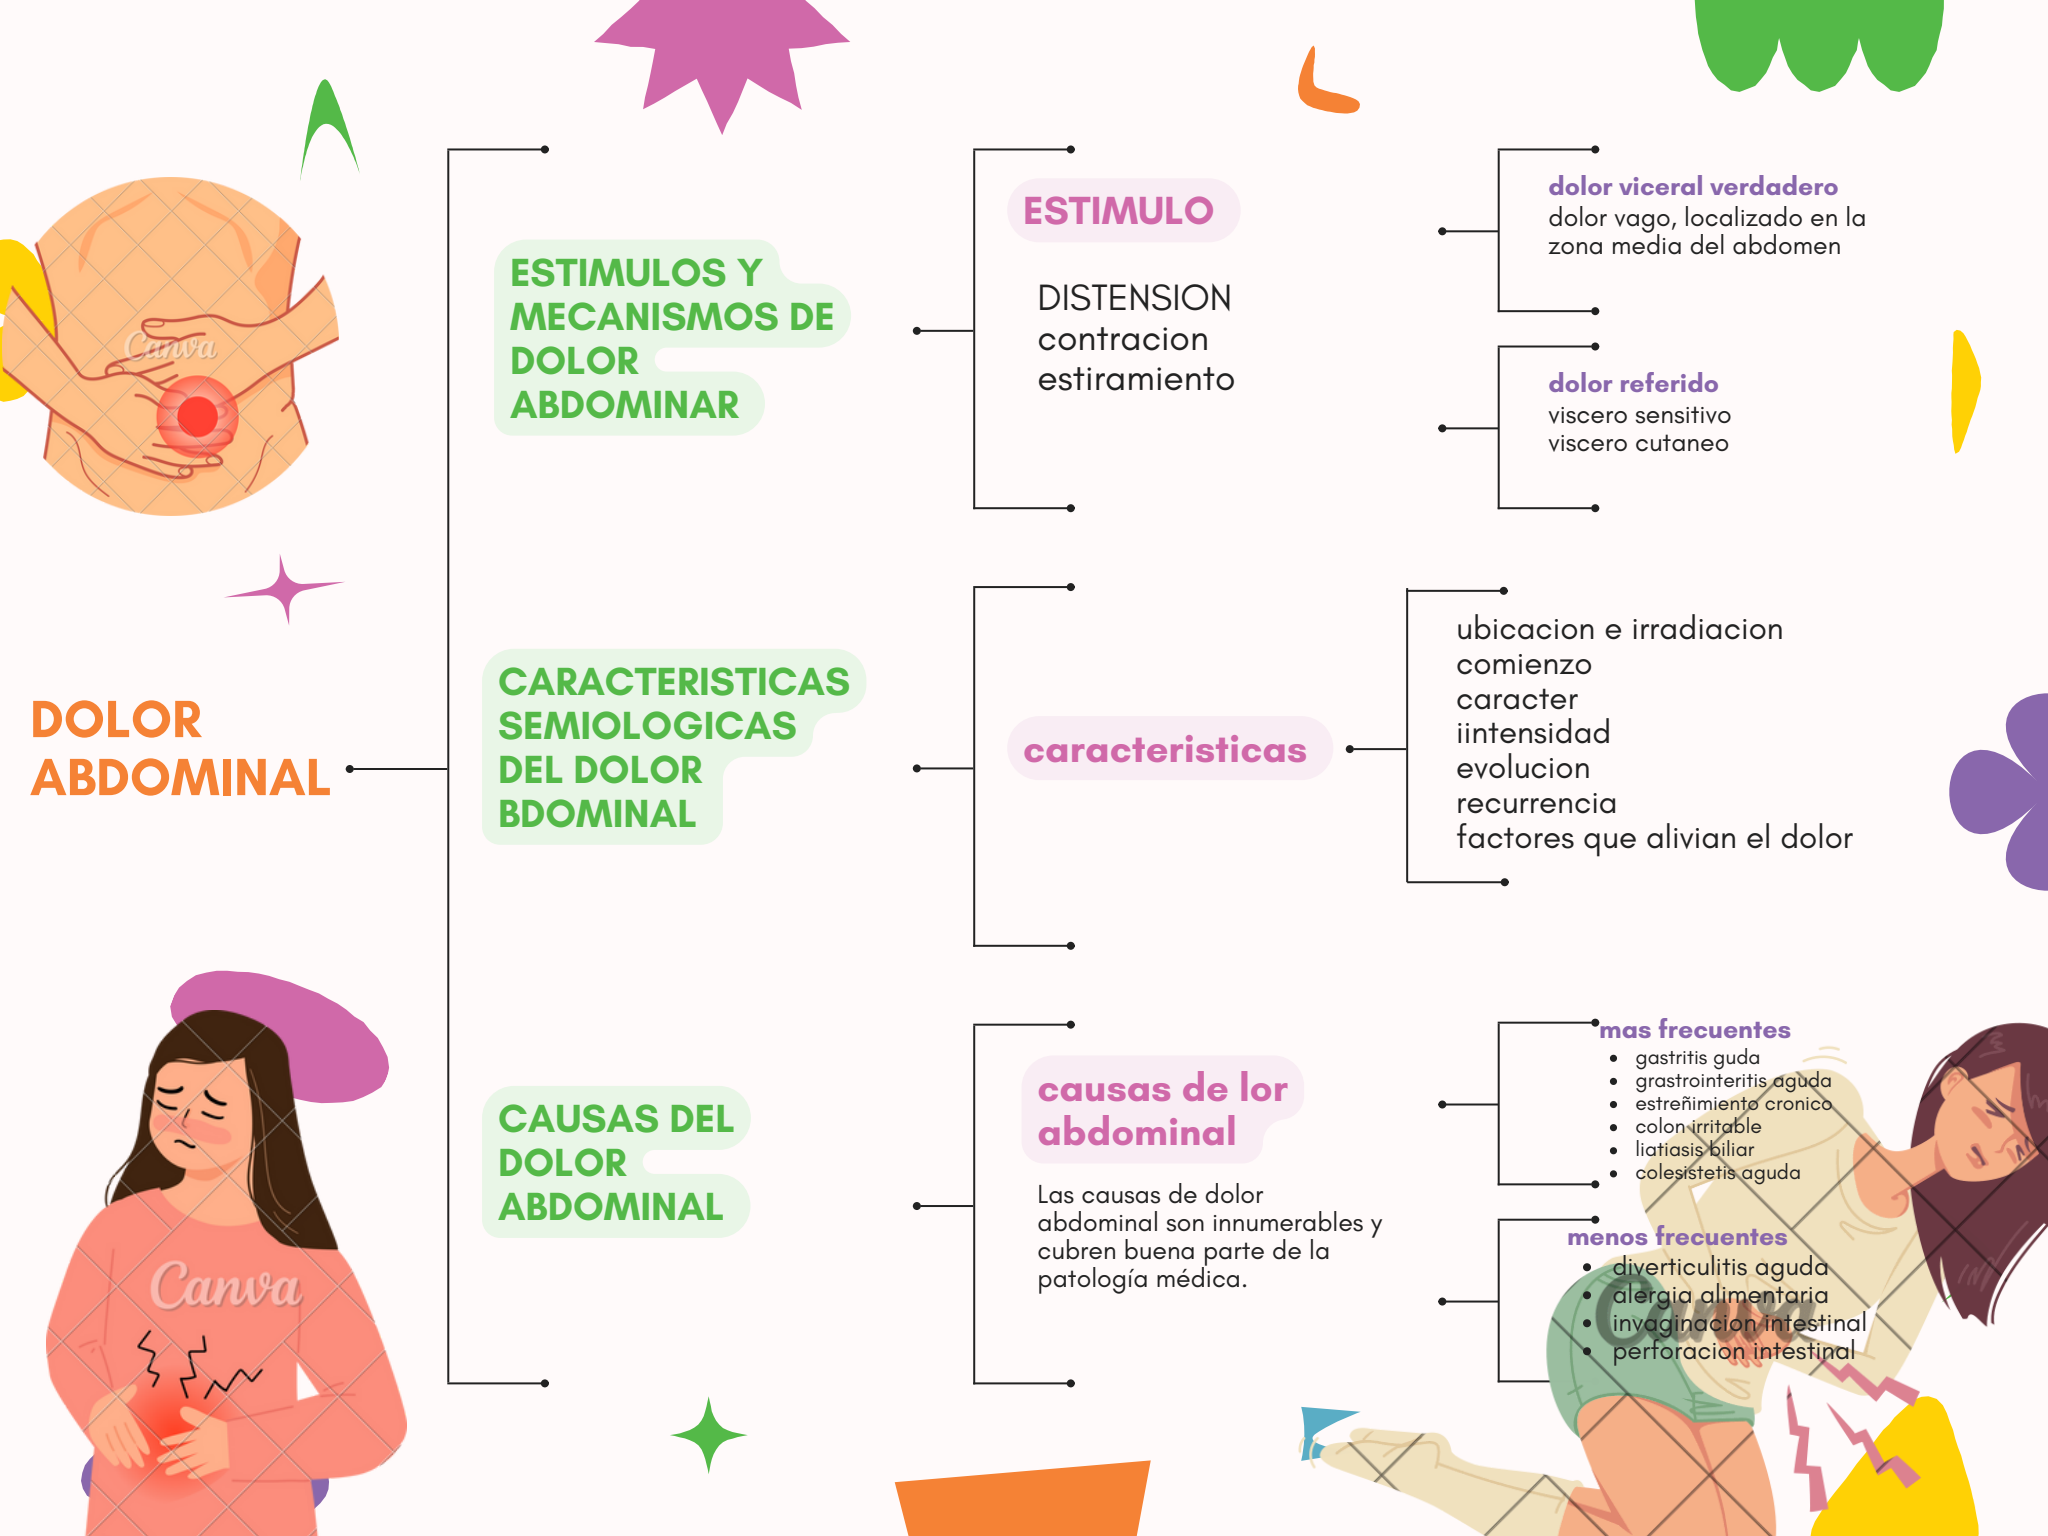 DOLOR
ABDOMINAL
ESTIMULOS Y
MECANISMOS DE
DOLOR
ABDOMINAR
ESTIMULO
DISTENSION
contracion
estiramiento
dolor viceral verdadero
dolor vago, localizado en la
zona media del abdomen
dolor referido
viscero sensitivo
viscero cutaneo
CARACTERISTICAS
SEMIOLOGICAS
DEL DOLOR
BDOMINAL
caracteristicas
ubicacion e irradiacion
comienzo
caracter
iintensidad
evolucion
recurrencia
factores que alivian el dolor
CAUSAS DEL
DOLOR
ABDOMINAL
causas de lor
abdominal
Las causas de dolor
abdominal son innumerables y
cubren buena parte de la
patología médica.
mas frecuentes
gastritis guda
grastrointeritis aguda
estreñimiento cronico
colon irritable
liatiasis biliar
colesistetis aguda
menos frecuentes
diverticulitis aguda
alergia alimentaria
invaginacion intestinal
perforacion intestinal
Canva
Canva
Canva